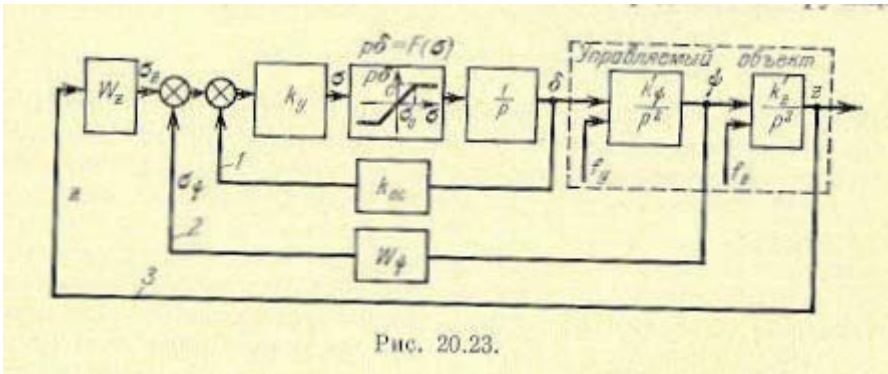 pδ=F(σ)
Управляемый объект
W_z
σ_z
k_y
σ
pδ
c
σ_0
σ
1/p
δ
k'_ψ/p²
ψ
k'_z/p²
z
f_y
f_z
1
k_oc
σ_ψ
z
2
W_ψ
3
Рис. 20.23.